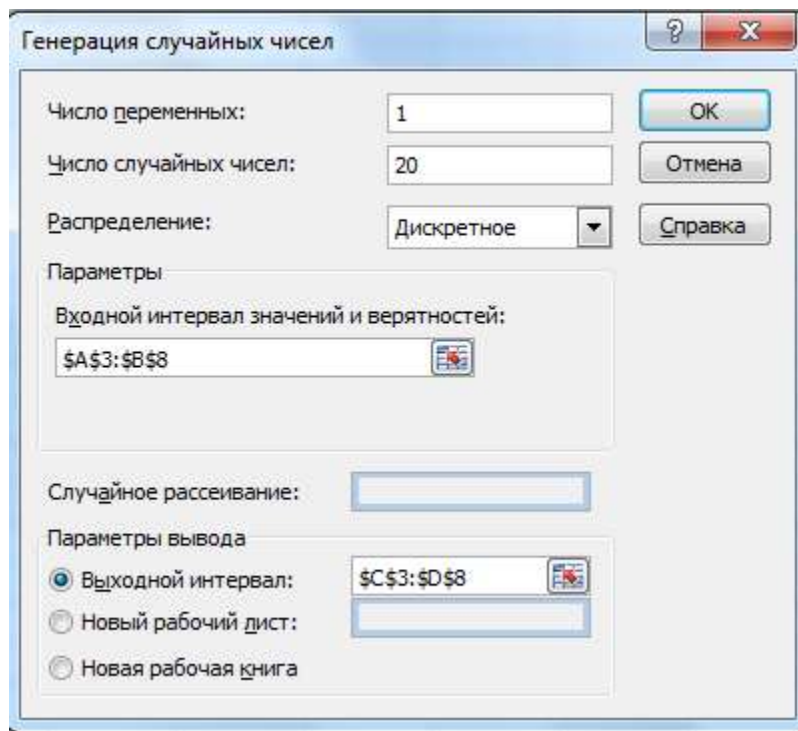 Генерация случайных чисел
Число переменных: 1 OK
Число случайных чисел: 20 Отмена
Распределение: Дискретное Справка
Параметры
Входной интервал значений и верятностей:
$A$3:$B$8
Случайное рассеивание:
Параметры вывода
Выходной интервал: $C$3:$D$8
Новый рабочий лист:
Новая рабочая книга